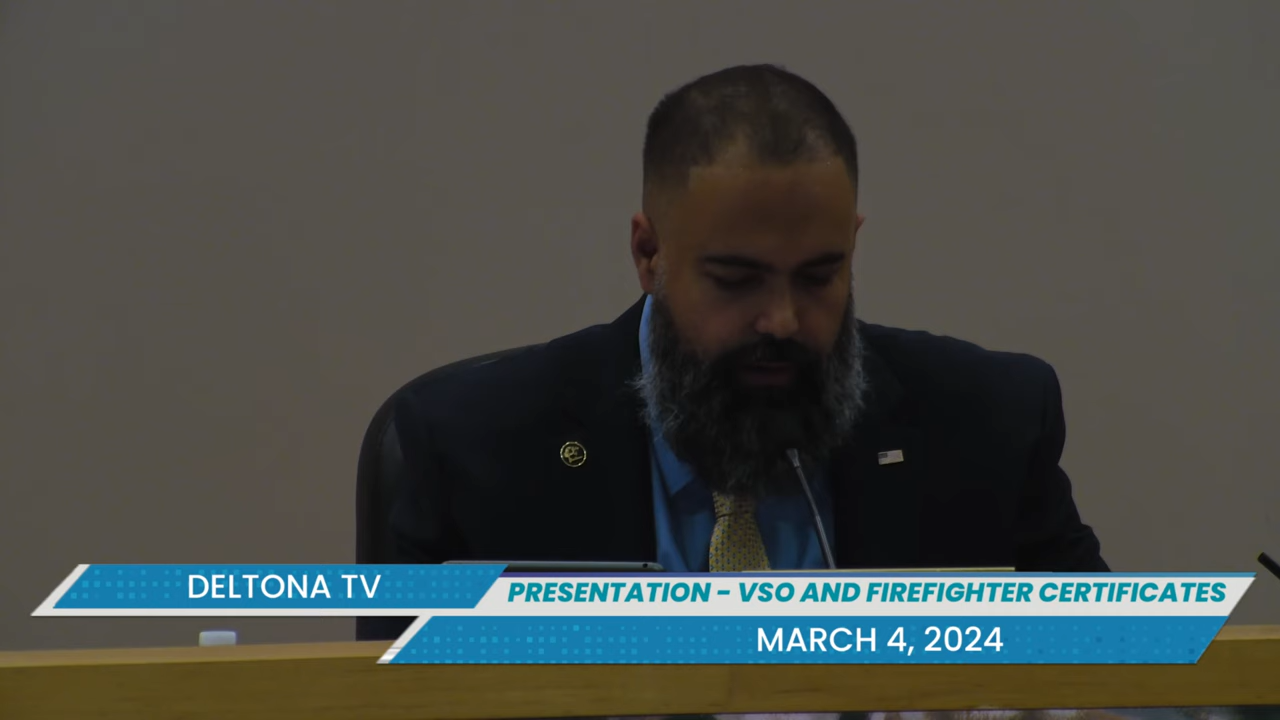 DELTONA TV
PRESENTATION - VSO AND FIREFIGHTER CERTIFICATES
MARCH 4, 2024